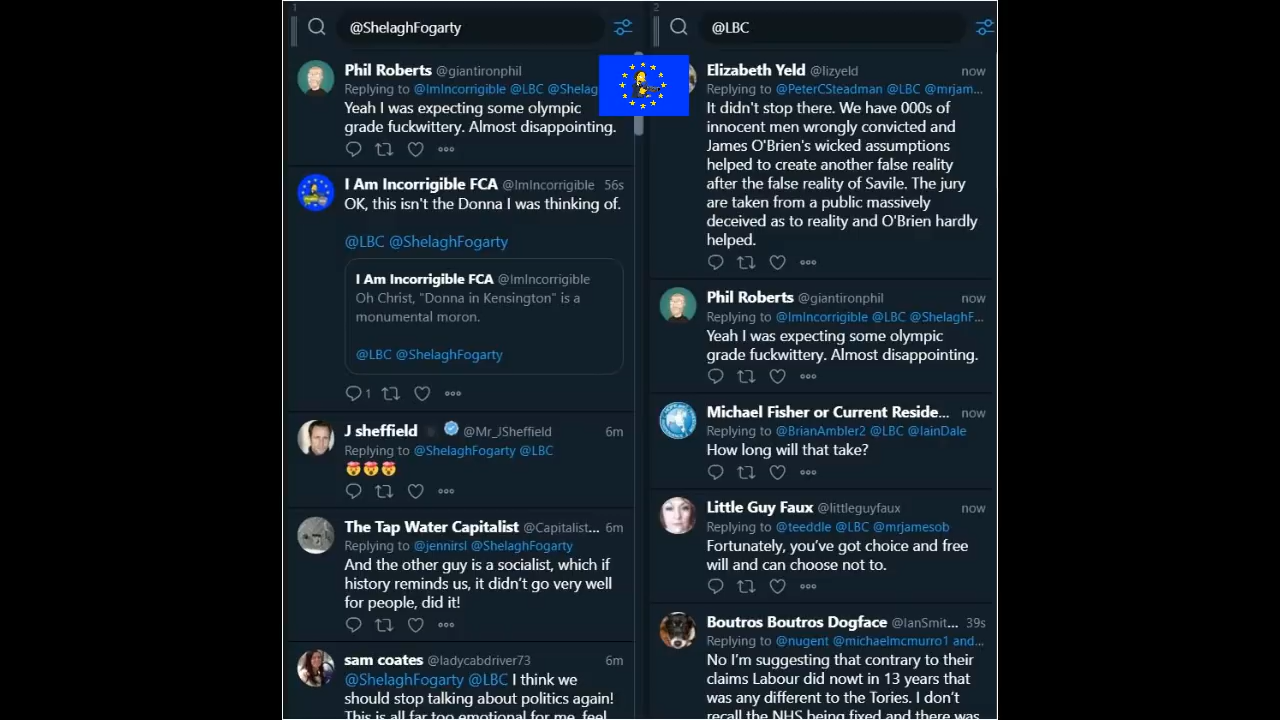 1
@ShelaghFogarty
Phil Roberts @giantironphil
Replying to @ImIncorrigible @LBC
Yeah I was expecting some olympic
grade fuckwittery. Almost disappointing.
I Am Incorrigible FCA @ImIncorrigible 56s
OK, this isn't the Donna I was thinking of.
@LBC @ShelaghFogarty
I Am Incorrigible FCA @ImIncorrigible
Oh Christ, "Donna in Kensington" is a
monumental moron.
@LBC @ShelaghFogarty
1
J sheffield @Mr_JSheffield 6m
Replying to @ShelaghFogarty @LBC
The Tap Water Capitalist @Capitalist... 6m
Replying to @jennirsl @ShelaghFogarty
And the other guy is a socialist, which if
history reminds us, it didn't go very well
for people, did it!
sam coates @ladycabdriver73 6m
@ShelaghFogarty @LBC I think we
should stop talking about politics again!
This is all far too emotional for me, feel
2
@LBC
Elizabeth Yeld @lizyeld now
Replying to @PeterCSteadman @LBC @mrjam...
It didn't stop there. We have 000s of
innocent men wrongly convicted and
James O'Brien's wicked assumptions
helped to create another false reality
after the false reality of Savile. The jury
are taken from a public massively
deceived as to reality and O'Brien hardly
helped.
Phil Roberts @giantironphil now
Replying to @ImIncorrigible @LBC @ShelaghF...
Yeah I was expecting some olympic
grade fuckwittery. Almost disappointing.
Michael Fisher or Current Reside... now
Replying to @BrianAmbler2 @LBC @IainDale
How long will that take?
Little Guy Faux @littleguyfaux now
Replying to @teeddle @LBC @mrjamesob
Fortunately, you've got choice and free
will and can choose not to.
Boutros Boutros Dogface @IanSmit... 39s
Replying to @nugent @michaelmcmurro1 and...
No I'm suggesting that contrary to their
claims Labour did nowt in 13 years that
was any different to the Tories. I don't
recall the NHS being fixed and there was